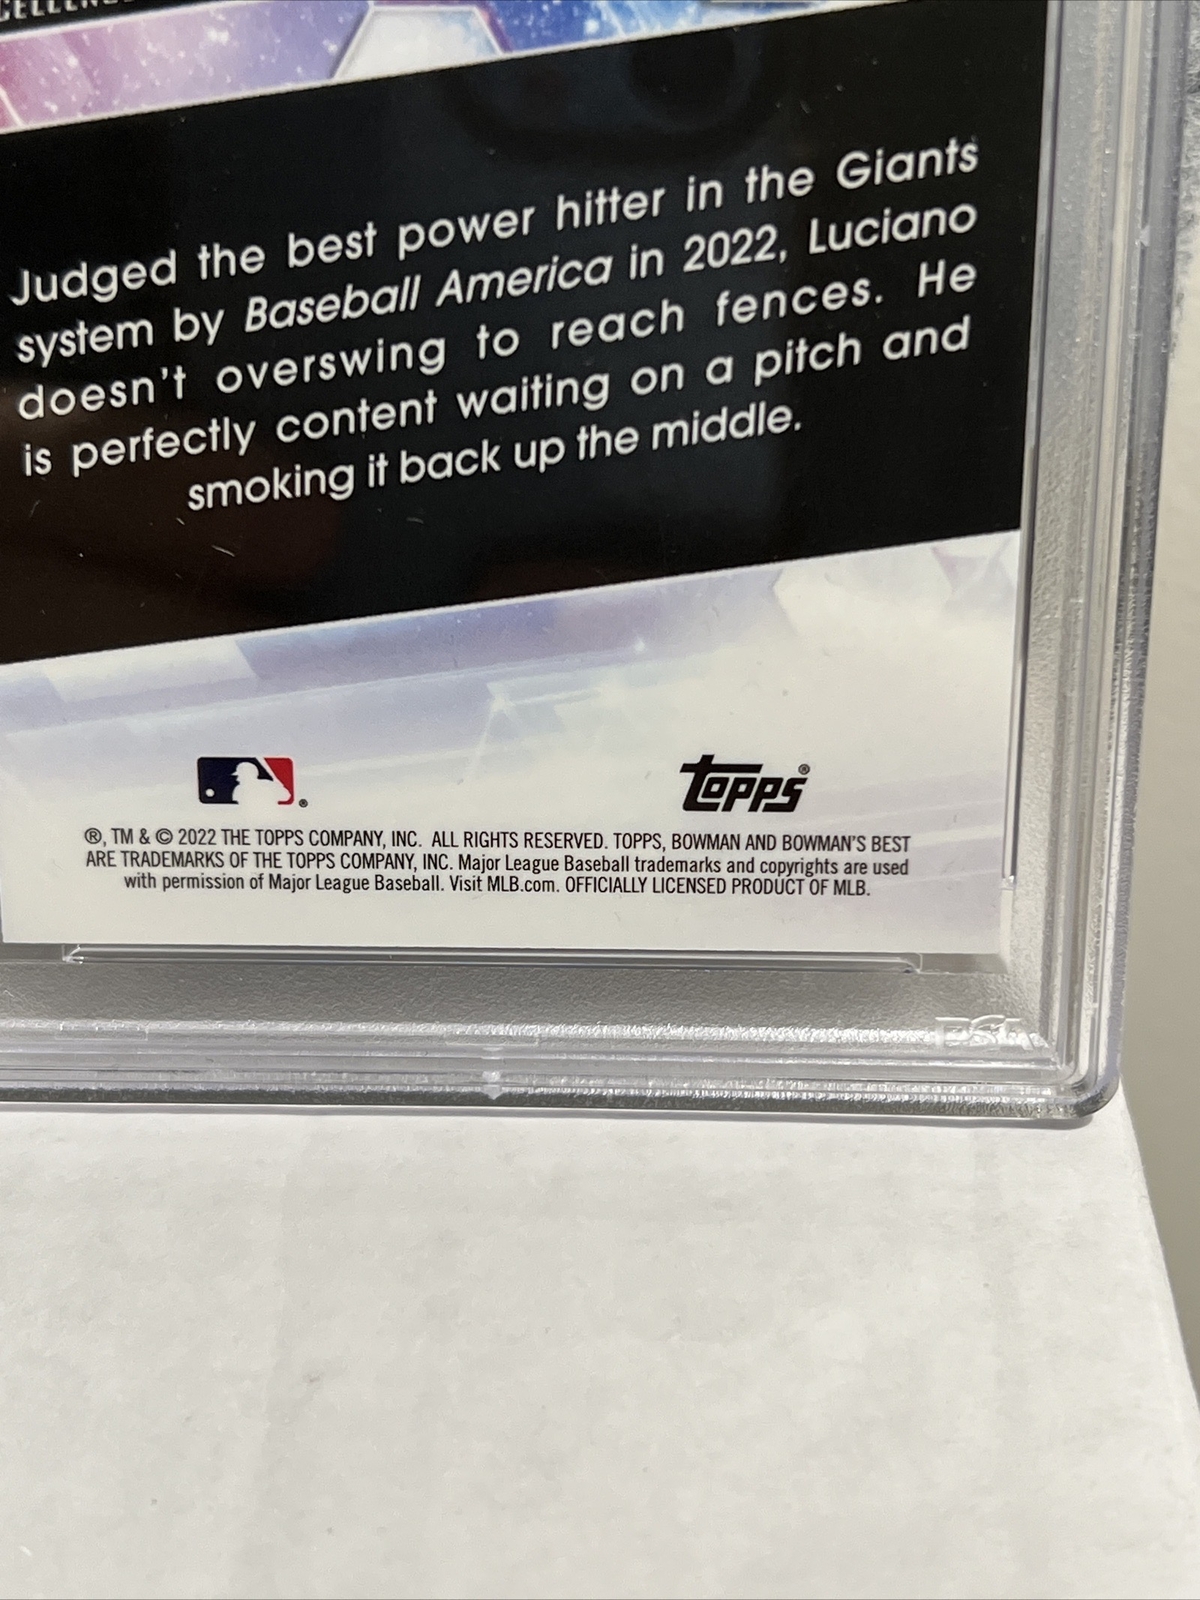 Judged the best power hitter in the Giants
system by Baseball America in 2022, Luciano
doesn't overswing to reach fences. He
is perfectly content waiting on a pitch and
smoking it back up the middle.
TOPPS®
®, TM & © 2022 THE TOPPS COMPANY, INC. ALL RIGHTS RESERVED. TOPPS, BOWMAN AND BOWMAN'S BEST
ARE TRADEMARKS OF THE TOPPS COMPANY, INC. Major League Baseball trademarks and copyrights are used
with permission of Major League Baseball. Visit MLB.com. OFFICIALLY LICENSED PRODUCT OF MLB.
PSA